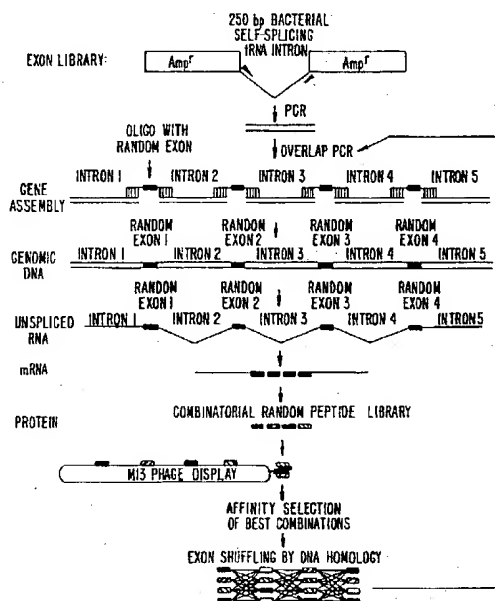 250 bp BACTERIAL
SELF-SPLICING
tRNA INTRON
EXON LIBRARY:
Ampr
Ampr
PCR
OLIGO WITH
RANDOM EXON
OVERLAP PCR
INTRON 1
INTRON 2
INTRON 3
INTRON 4
INTRON 5
GENE
ASSEMBLY
RANDOM
EXON 1
RANDOM
EXON 2
RANDOM
EXON 3
RANDOM
EXON 4
GENOMIC
DNA
INTRON 1
INTRON 2
INTRON 3
INTRON 4
INTRON 5
RANDOM
EXON 1
RANDOM
EXON 2
RANDOM
EXON 3
RANDOM
EXON 4
UNSPLICED
RNA
INTRON 1
INTRON 2
INTRON 3
INTRON 4
INTRON 5
mRNA
COMBINATORIAL RANDOM PEPTIDE LIBRARY
PROTEIN
M13 PHAGE DISPLAY
AFFINITY SELECTION
OF BEST COMBINATIONS
EXON SHUFFLING BY DNA HOMOLOGY